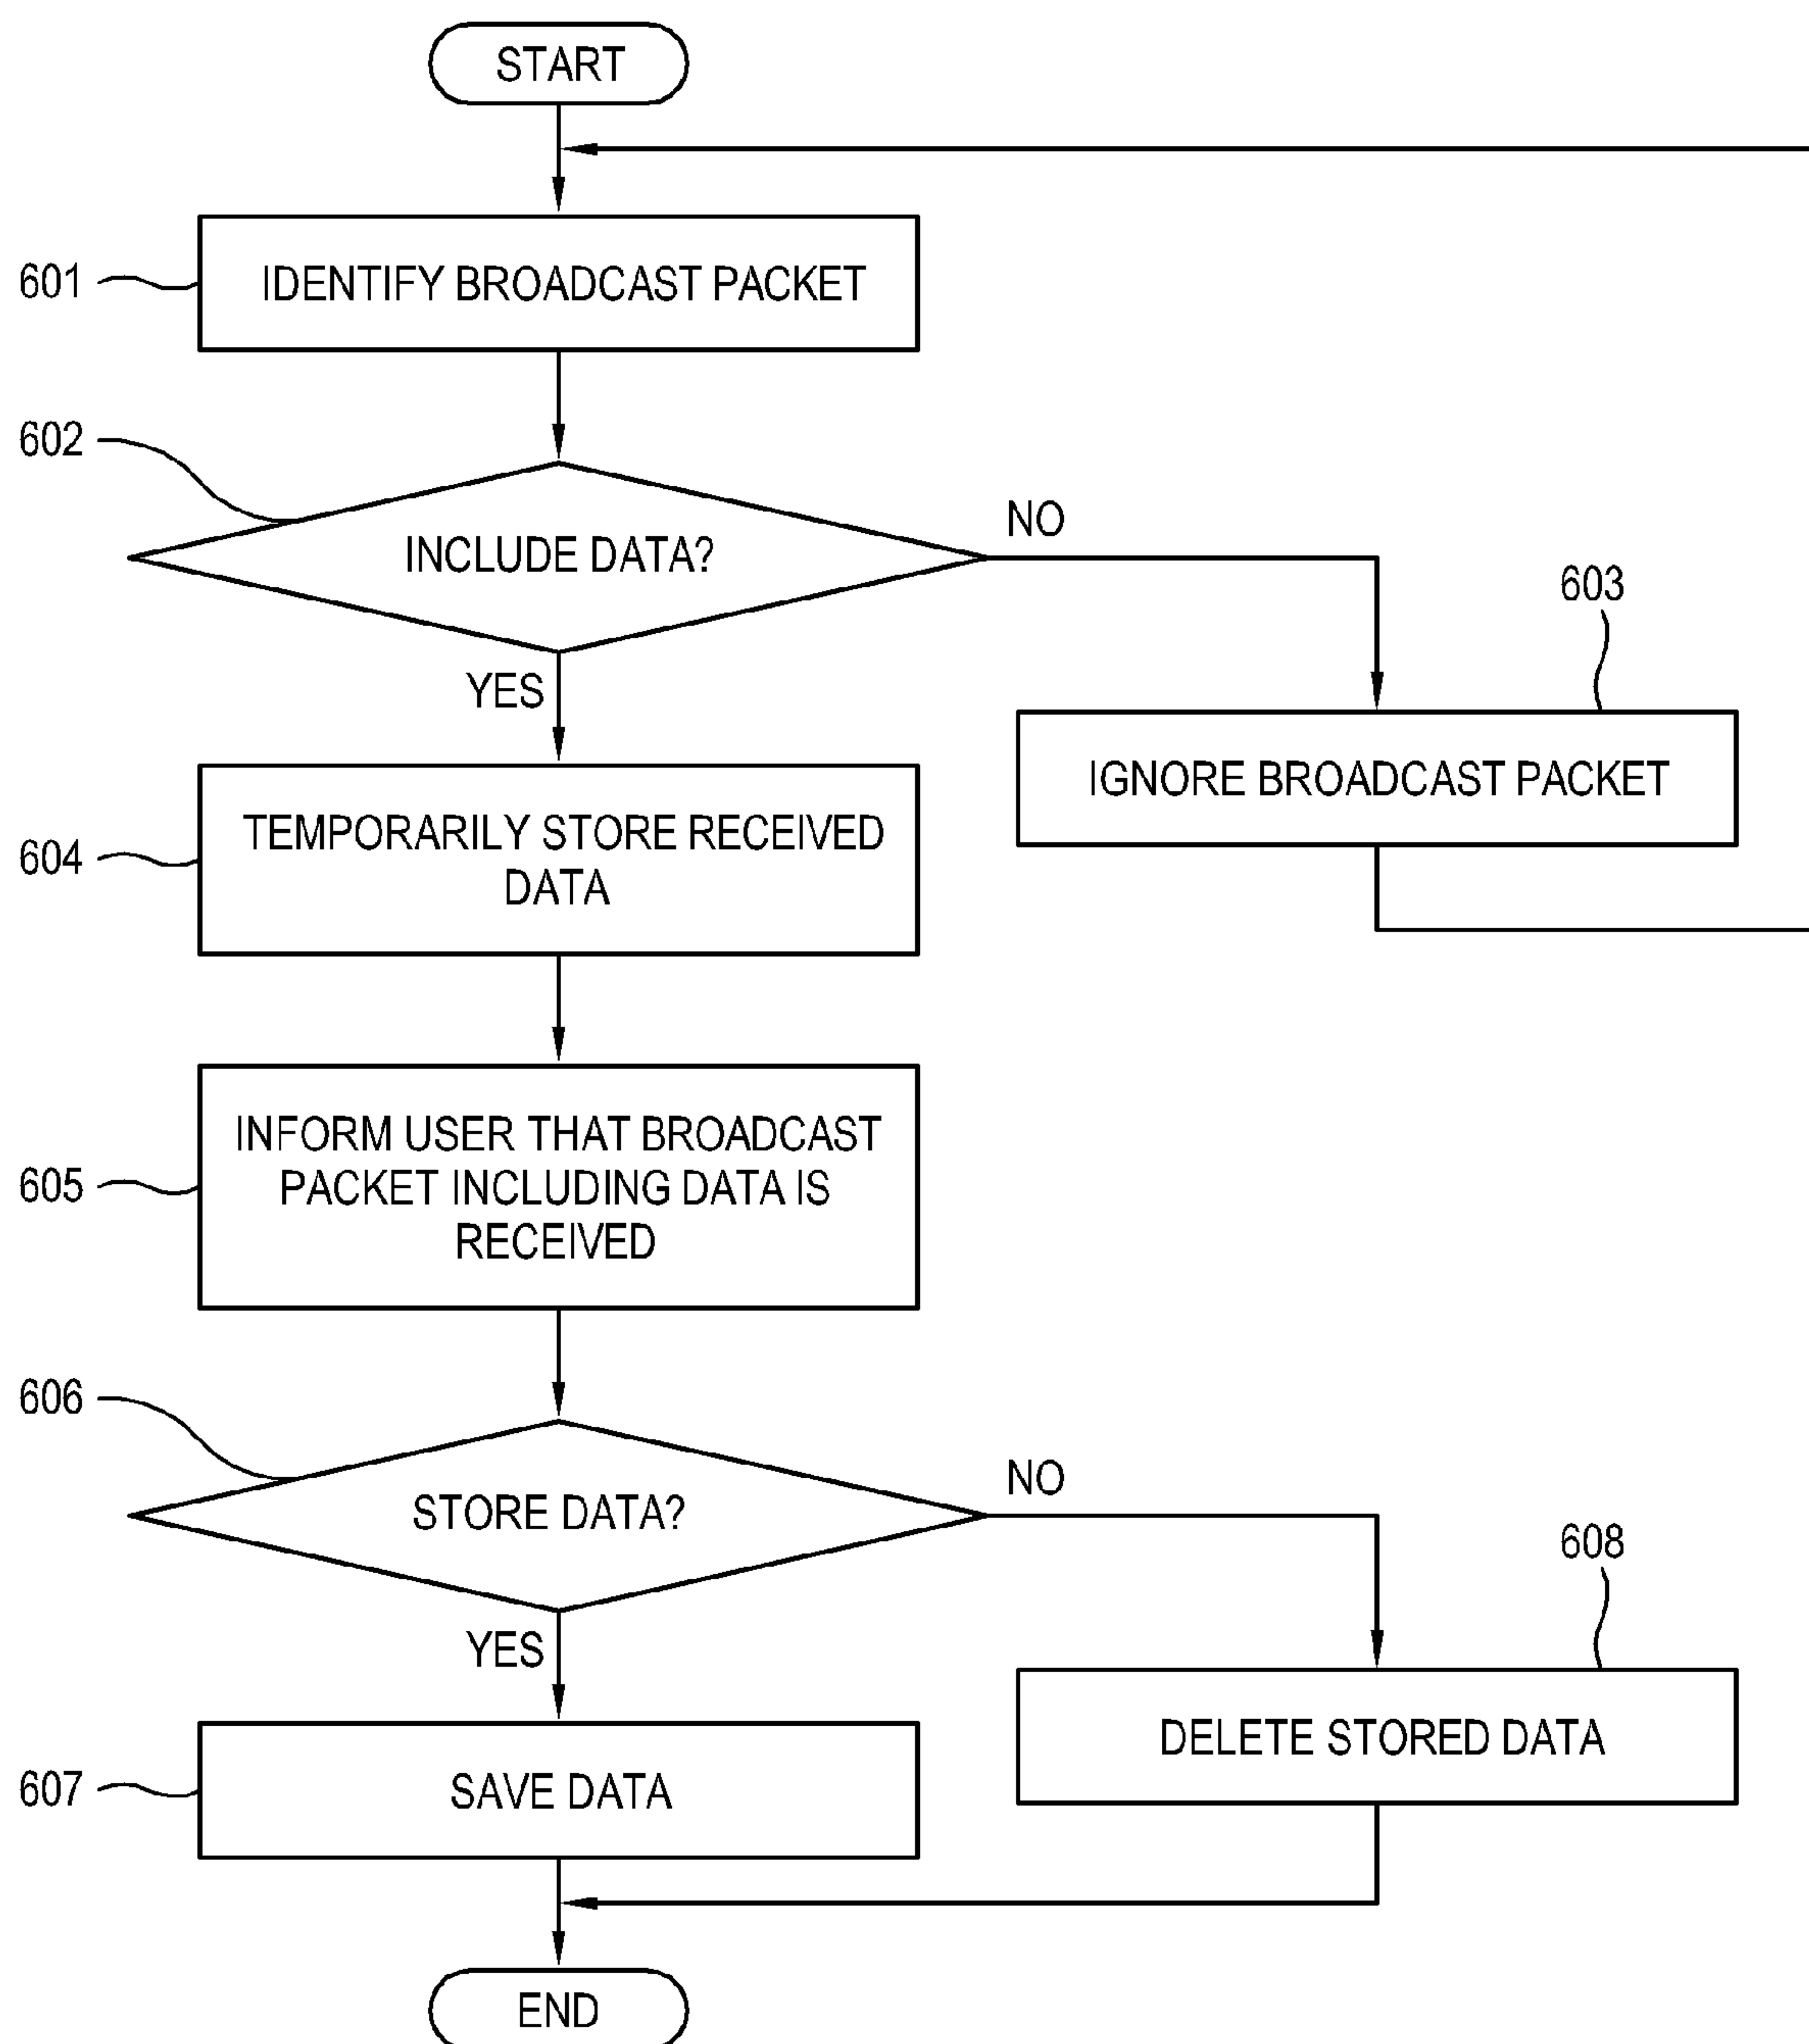 START
601
IDENTIFY BROADCAST PACKET
602
INCLUDE DATA?
NO
YES
603
IGNORE BROADCAST PACKET
604
TEMPORARILY STORE RECEIVED
DATA
605
INFORM USER THAT BROADCAST
PACKET INCLUDING DATA IS
RECEIVED
606
STORE DATA?
NO
YES
608
DELETE STORED DATA
607
SAVE DATA
END